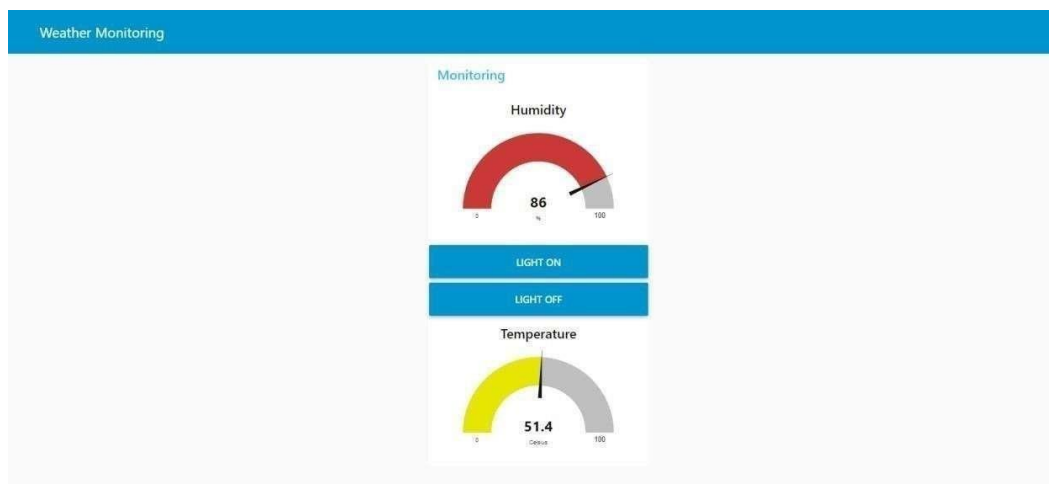 Weather Monitoring
Monitoring
Humidity
86
%
0
100
LIGHT ON
LIGHT OFF
Temperature
51.4
Celsius
0
100